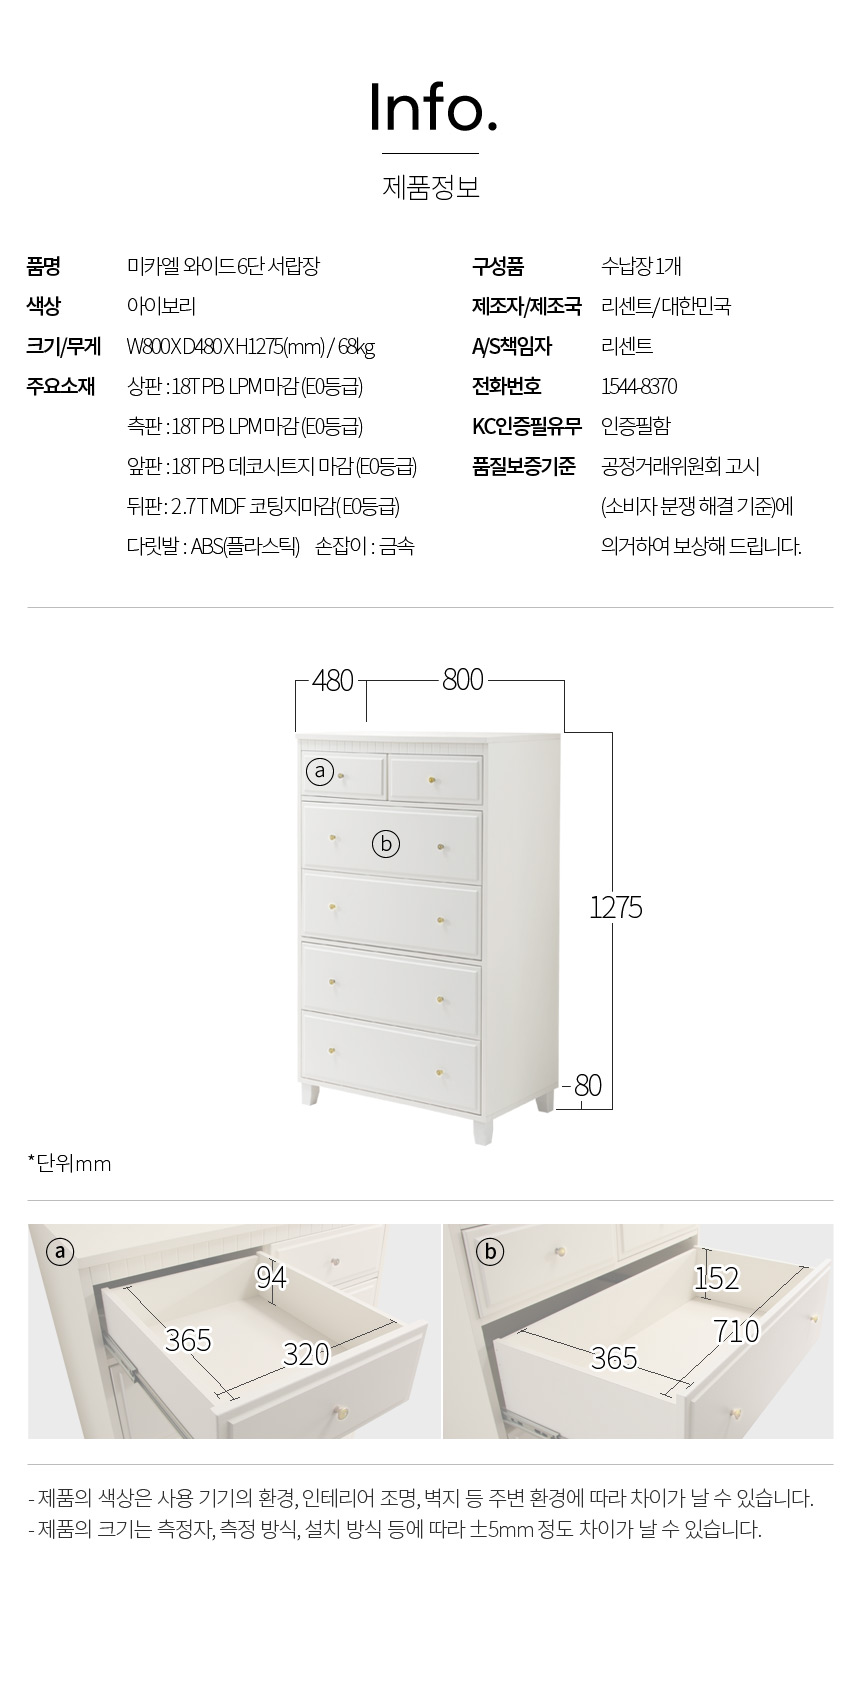 Info.
제품정보
품명 미카엘 와이드 6단 서랍장
색상 아이보리
크기/무게 W800 X D480 X H1275(mm) / 68kg
주요소재 상판 : 18T PB LPM 마감 (E0등급)
측판 : 18T PB LPM 마감 (E0등급)
앞판 : 18T PB 데코시트지 마감 (E0등급)
뒤판 : 2.7T MDF 코팅지마감(E0등급)
다릿발 : ABS(플라스틱) 손잡이 : 금속
구성품 수납장 1개
제조자/제조국 리센트/대한민국
A/S책임자 리센트
전화번호 1544-8370
KC인증필유무 인증필함
품질보증기준 공정거래위원회 고시
(소비자 분쟁 해결 기준)에
의거하여 보상해 드립니다.
480 800
a
b
1275
80
*단위mm
a
94
365
320
b
152
710
365
- 제품의 색상은 사용 기기의 환경, 인테리어 조명, 벽지 등 주변 환경에 따라 차이가 날 수 있습니다.
- 제품의 크기는 측정자, 측정 방식, 설치 방식 등에 따라 ±5mm 정도 차이가 날 수 있습니다.